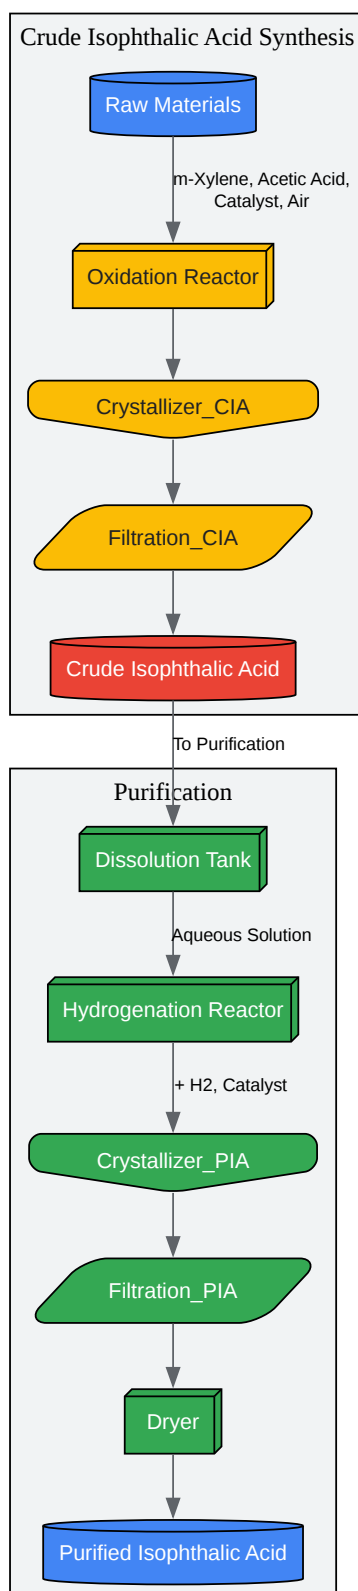 Crude Isophthalic Acid Synthesis
Raw Materials
m-Xylene, Acetic Acid,
Catalyst, Air
Oxidation Reactor
Crystallizer_CIA
Filtration_CIA
Crude Isophthalic Acid
To Purification
Purification
Dissolution Tank
Aqueous Solution
Hydrogenation Reactor
+ H2, Catalyst
Crystallizer_PIA
Filtration_PIA
Dryer
Purified Isophthalic Acid